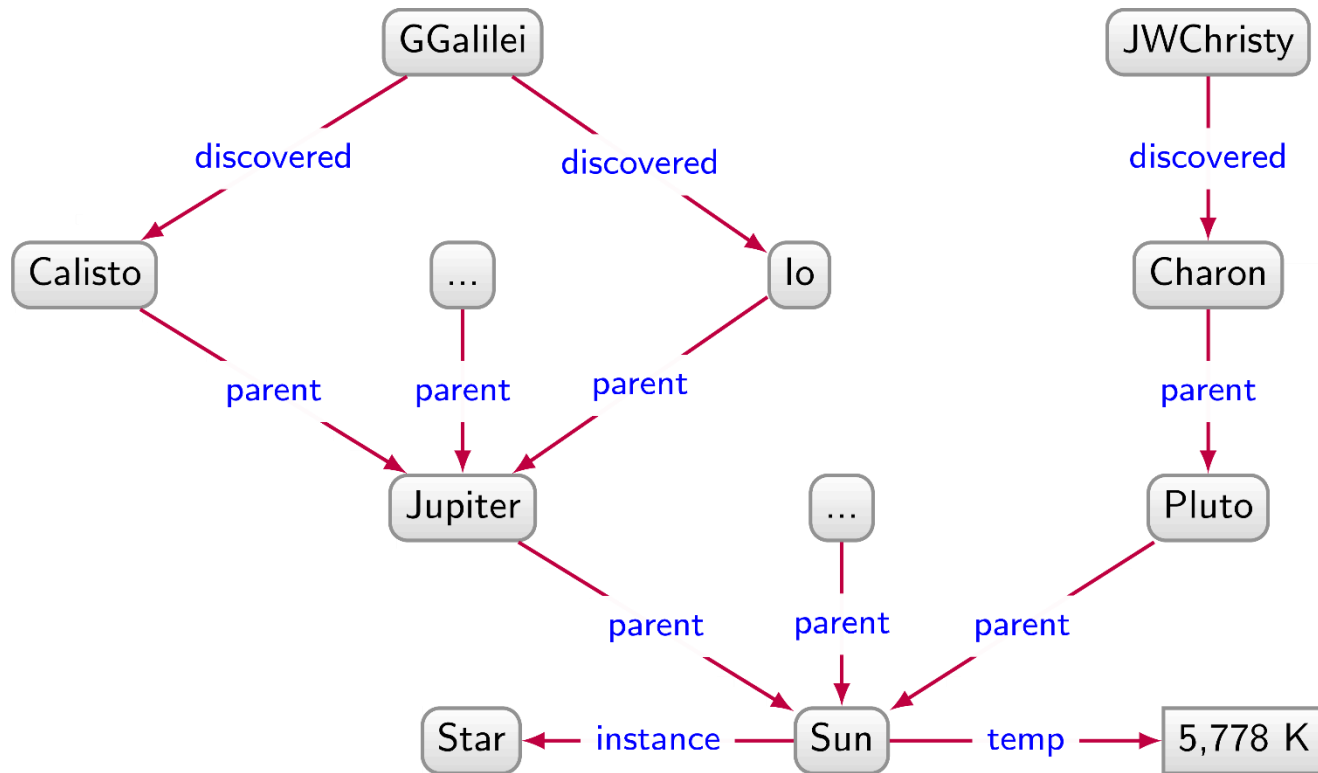 GGalilei
JWChristy
discovered
discovered
discovered
Calisto
...
Io
Charon
parent
parent
parent
parent
Jupiter
...
Pluto
parent
parent
parent
Star
instance
Sun
temp
5,778 K